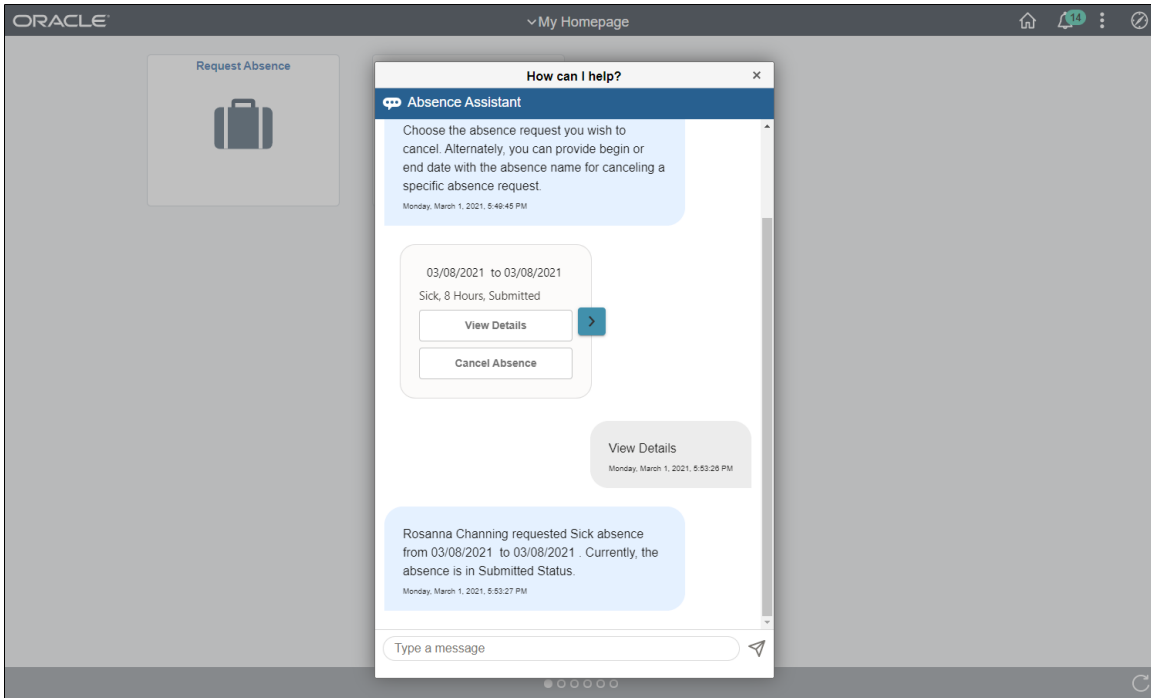 ORACLE
My Homepage
14
Request Absence
How can I help?
Absence Assistant
Choose the absence request you wish to
cancel. Alternately, you can provide begin or
end date with the absence name for canceling a
specific absence request.
Monday, March 1, 2021, 5:49:45 PM
03/08/2021 to 03/08/2021
Sick, 8 Hours, Submitted
View Details
Cancel Absence
View Details
Monday, March 1, 2021, 5:53:26 PM
Rosanna Channing requested Sick absence
from 03/08/2021 to 03/08/2021 . Currently, the
absence is in Submitted Status.
Monday, March 1, 2021, 5:53:27 PM
Type a message